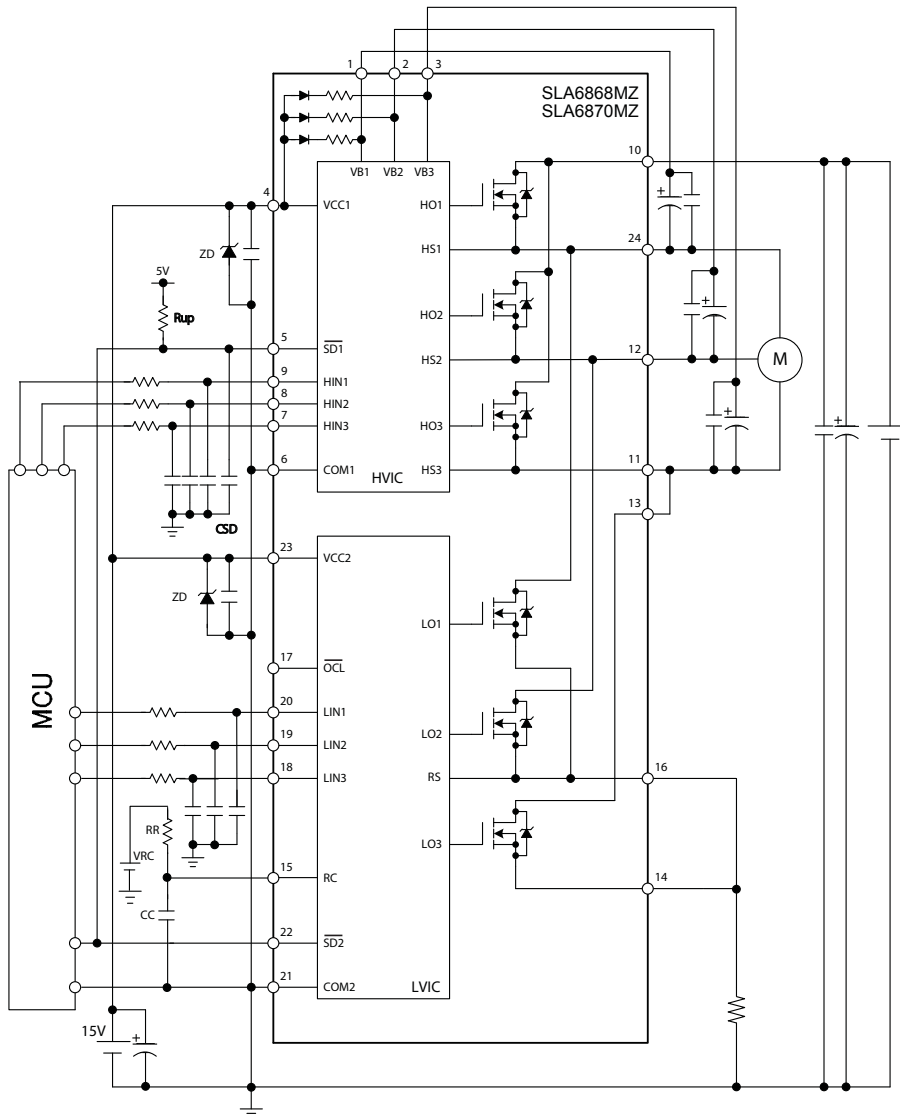 1
2
3
SLA6868MZ
SLA6870MZ
10
VB1
VB2
VB3
4
VCC1
HO1
ZD
24
HS1
5V
Rup
HO2
5
SD1
12
HS2
M
9
HIN1
8
HIN2
7
HIN3
HO3
6
COM1
HVIC
HS3
11
13
CSD
23
VCC2
ZD
LO1
17
OCL
MCU
20
LIN1
19
LIN2
LO2
18
LIN3
RS
16
RR
VRC
LO3
15
RC
14
CC
22
SD2
21
COM2
LVIC
15V